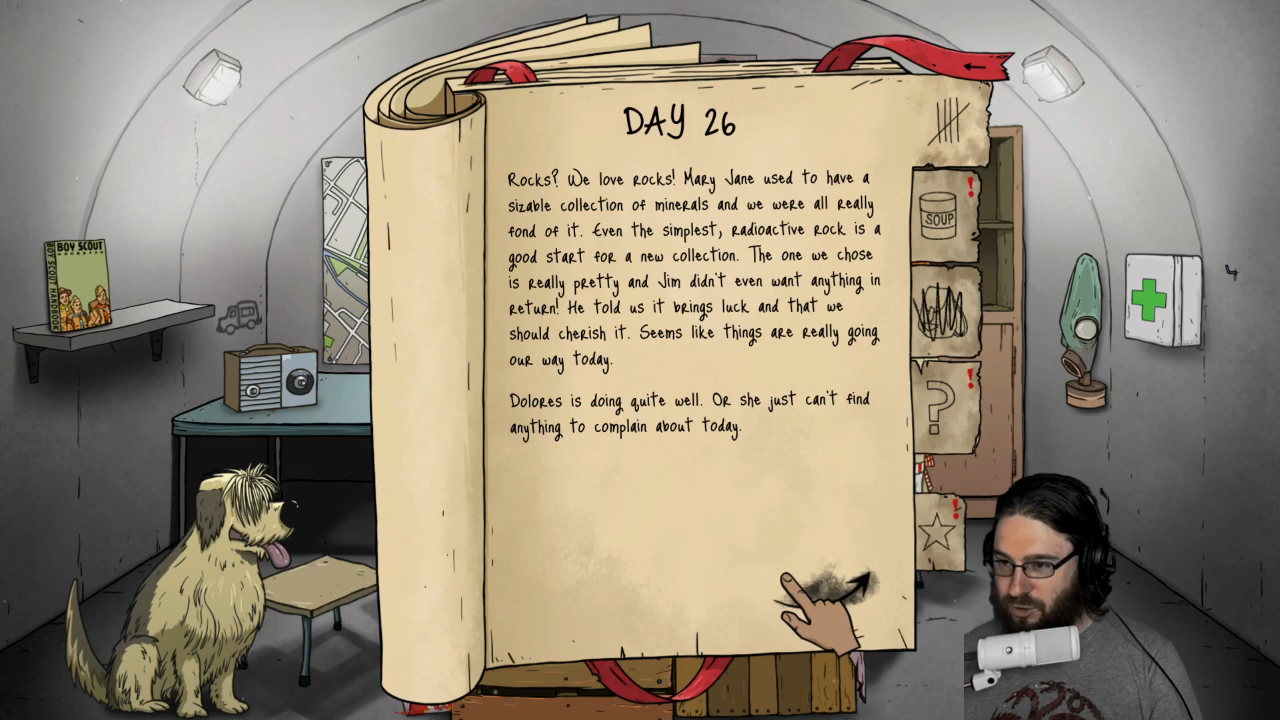 DAY 26
Rocks? We love rocks! Mary Jane used to have a
sizable collection of minerals and we were all really
fond of it. Even the simplest, radioactive rock is a
good start for a new collection. The one we chose
is really pretty and Jim didn't even want anything in
return! He told us it brings luck and that we
should cherish it. Seems like things are really going
our way today.
Dolores is doing quite well. Or she just can't find
anything to complain about today.
BOY SCOUT
BOY SCOUT HANDBOOK
SOUP